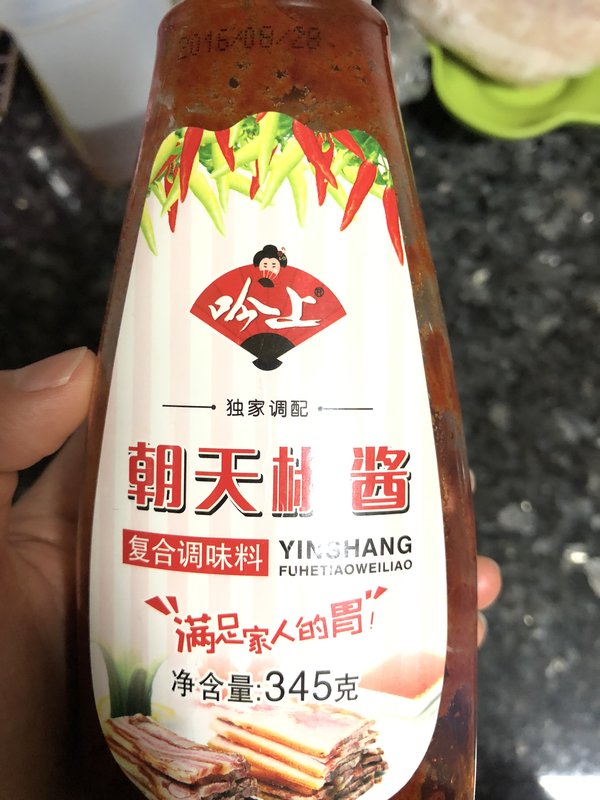 2016/08/28
吟上®
独家调配
朝天椒酱
复合调味料
YINSHANG
FUHETIAOWEILIAO
满足家人的胃!
净含量:345克